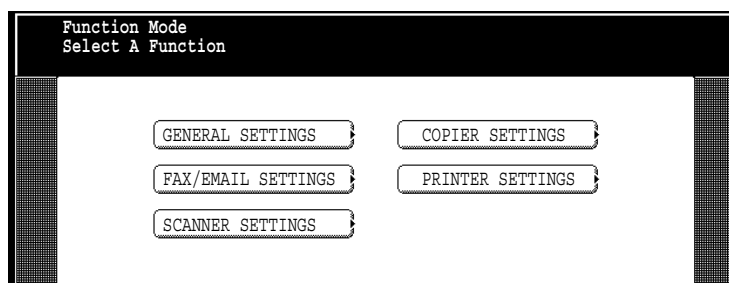 Function Mode
Select A Function
GENERAL SETTINGS
COPIER SETTINGS
FAX/EMAIL SETTINGS
PRINTER SETTINGS
SCANNER SETTINGS